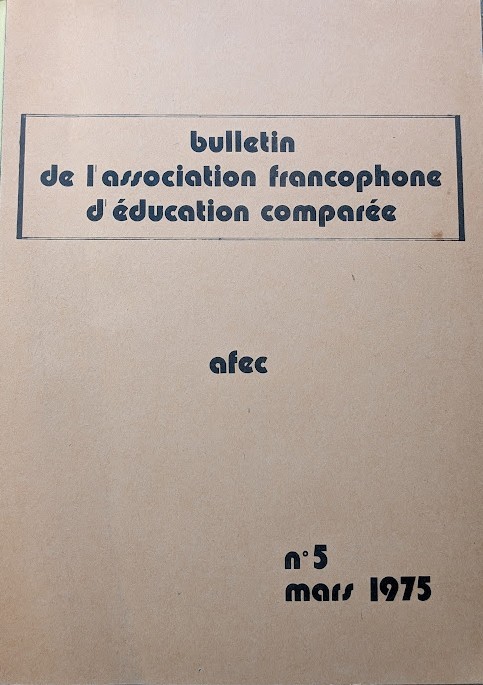 bulletin
de l'association francophone
d'éducation comparée
afec
n°5
mars 1975